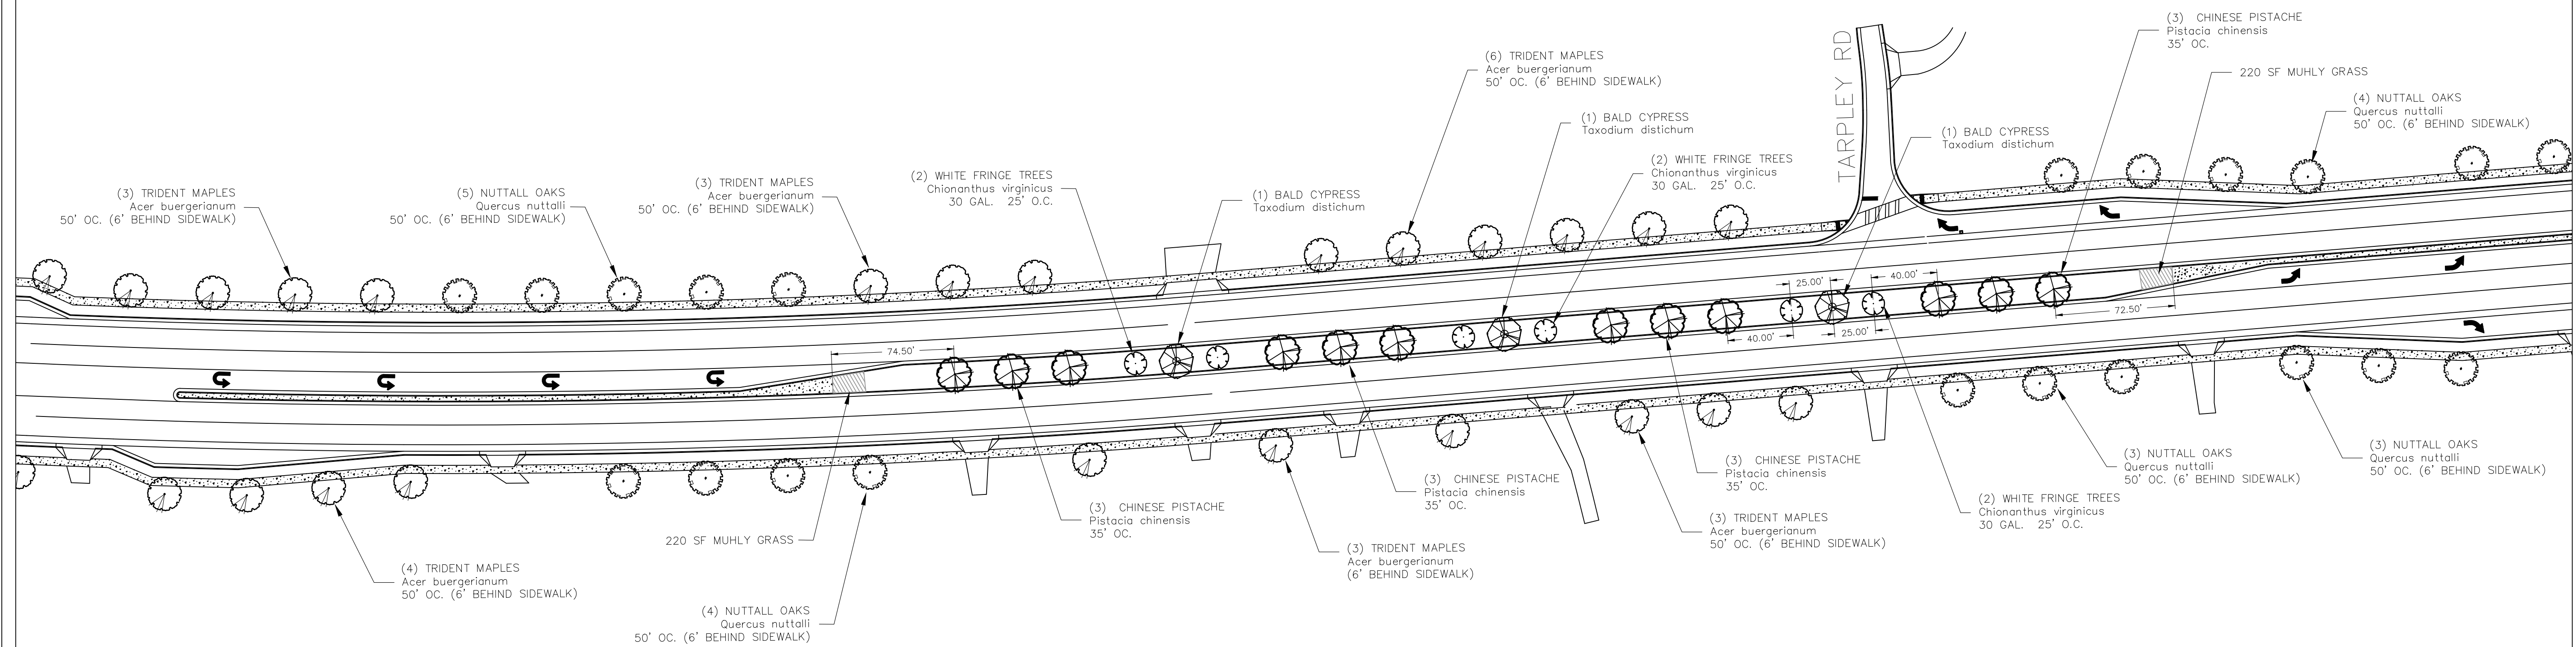 (3)  CHINESE PISTACHE
Pistacia chinensis
35' OC.
220 SF MUHLY GRASS
(4) NUTTALL OAKS
Quercus nuttalli
50' OC. (6' BEHIND SIDEWALK)
(6) TRIDENT MAPLES
Acer buergerianum
50' OC. (6' BEHIND SIDEWALK)
TARPLEY RD
(1) BALD CYPRESS
Taxodium distichum
(1) BALD CYPRESS
Taxodium distichum
(2) WHITE FRINGE TREES
Chionanthus virginicus
30 GAL.  25' O.C.
(3) TRIDENT MAPLES
Acer buergerianum
50' OC. (6' BEHIND SIDEWALK)
(5) NUTTALL OAKS
Quercus nuttalli
50' OC. (6' BEHIND SIDEWALK)
(3) TRIDENT MAPLES
Acer buergerianum
50' OC. (6' BEHIND SIDEWALK)
(2) WHITE FRINGE TREES
Chionanthus virginicus
30 GAL.  25' O.C.
(1) BALD CYPRESS
Taxodium distichum
25.00'
40.00'
72.50'
40.00'
25.00'
74.50'
(3) NUTTALL OAKS
Quercus nuttalli
50' OC. (6' BEHIND SIDEWALK)
(3) NUTTALL OAKS
Quercus nuttalli
50' OC. (6' BEHIND SIDEWALK)
(3)  CHINESE PISTACHE
Pistacia chinensis
35' OC.
(3)  CHINESE PISTACHE
Pistacia chinensis
35' OC.
(2) WHITE FRINGE TREES
Chionanthus virginicus
30 GAL.  25' O.C.
(3)  CHINESE PISTACHE
Pistacia chinensis
35' OC.
(3) TRIDENT MAPLES
Acer buergerianum
50' OC. (6' BEHIND SIDEWALK)
220 SF MUHLY GRASS
(3) TRIDENT MAPLES
Acer buergerianum
(6' BEHIND SIDEWALK)
(4) TRIDENT MAPLES
Acer buergerianum
50' OC. (6' BEHIND SIDEWALK)
(4) NUTTALL OAKS
Quercus nuttalli
50' OC. (6' BEHIND SIDEWALK)